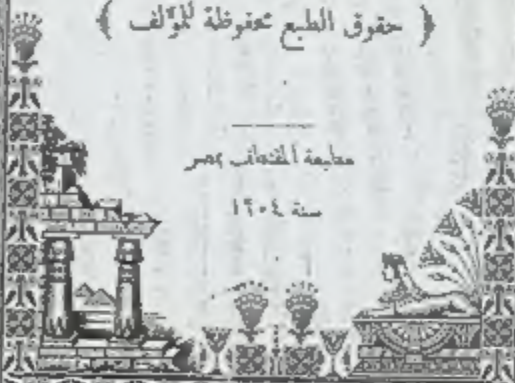 ﴿ حقوق الطبع محفوظة للمؤلف ﴾
مطبعة المقتطف بمصر
سنة ١٩٠٤